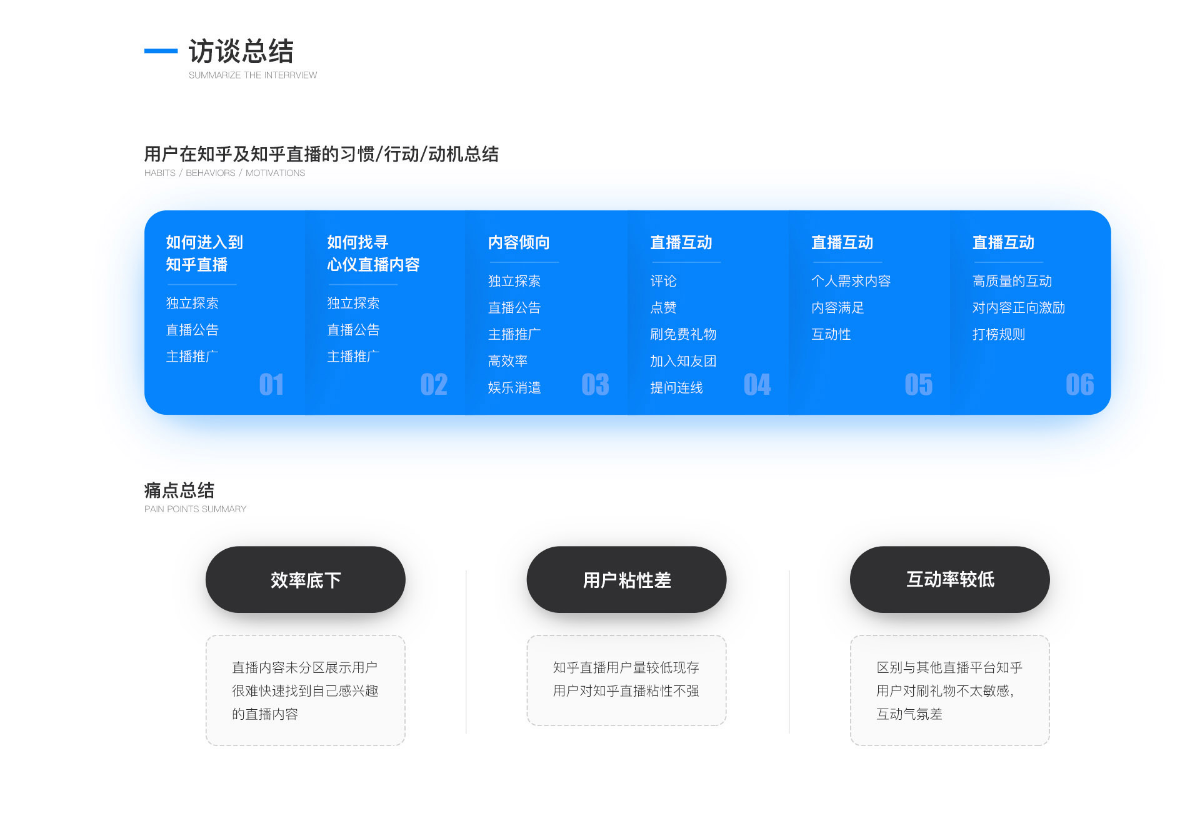 访谈总结
SUMMARIZE THE INTERRVIEW
用户在知乎及知乎直播的习惯/行动/动机总结
HABITS / BEHAVIORS / MOTIVATIONS
如何进入到
知乎直播
独立探索
直播公告
主播推广
01
如何找寻
心仪直播内容
独立探索
直播公告
主播推广
02
内容倾向
独立探索
直播公告
主播推广
高效率
娱乐消遣
03
直播互动
评论
点赞
刷免费礼物
加入知友团
提问连线
04
直播互动
个人需求内容
内容满足
互动性
05
直播互动
高质量的互动
对内容正向激励
打榜规则
06
痛点总结
PAIN POINTS SUMMARY
效率底下
直播内容未分区展示用户
很难快速找到自己感兴趣
的直播内容
用户粘性差
知乎直播用户量较低现存
用户对知乎直播粘性不强
互动率较低
区别与其他直播平台知乎
用户对刷礼物不太敏感,
互动气氛差